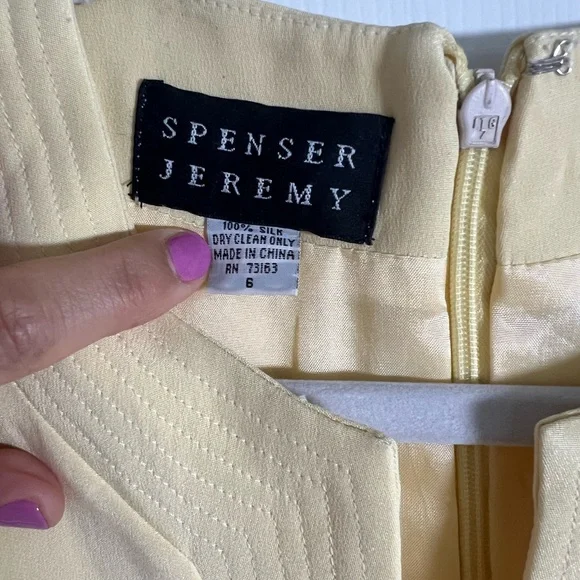 SPENSER
JEREMY
100% SILK
DRY CLEAN ONLY
MADE IN CHINA
RN 73163
6